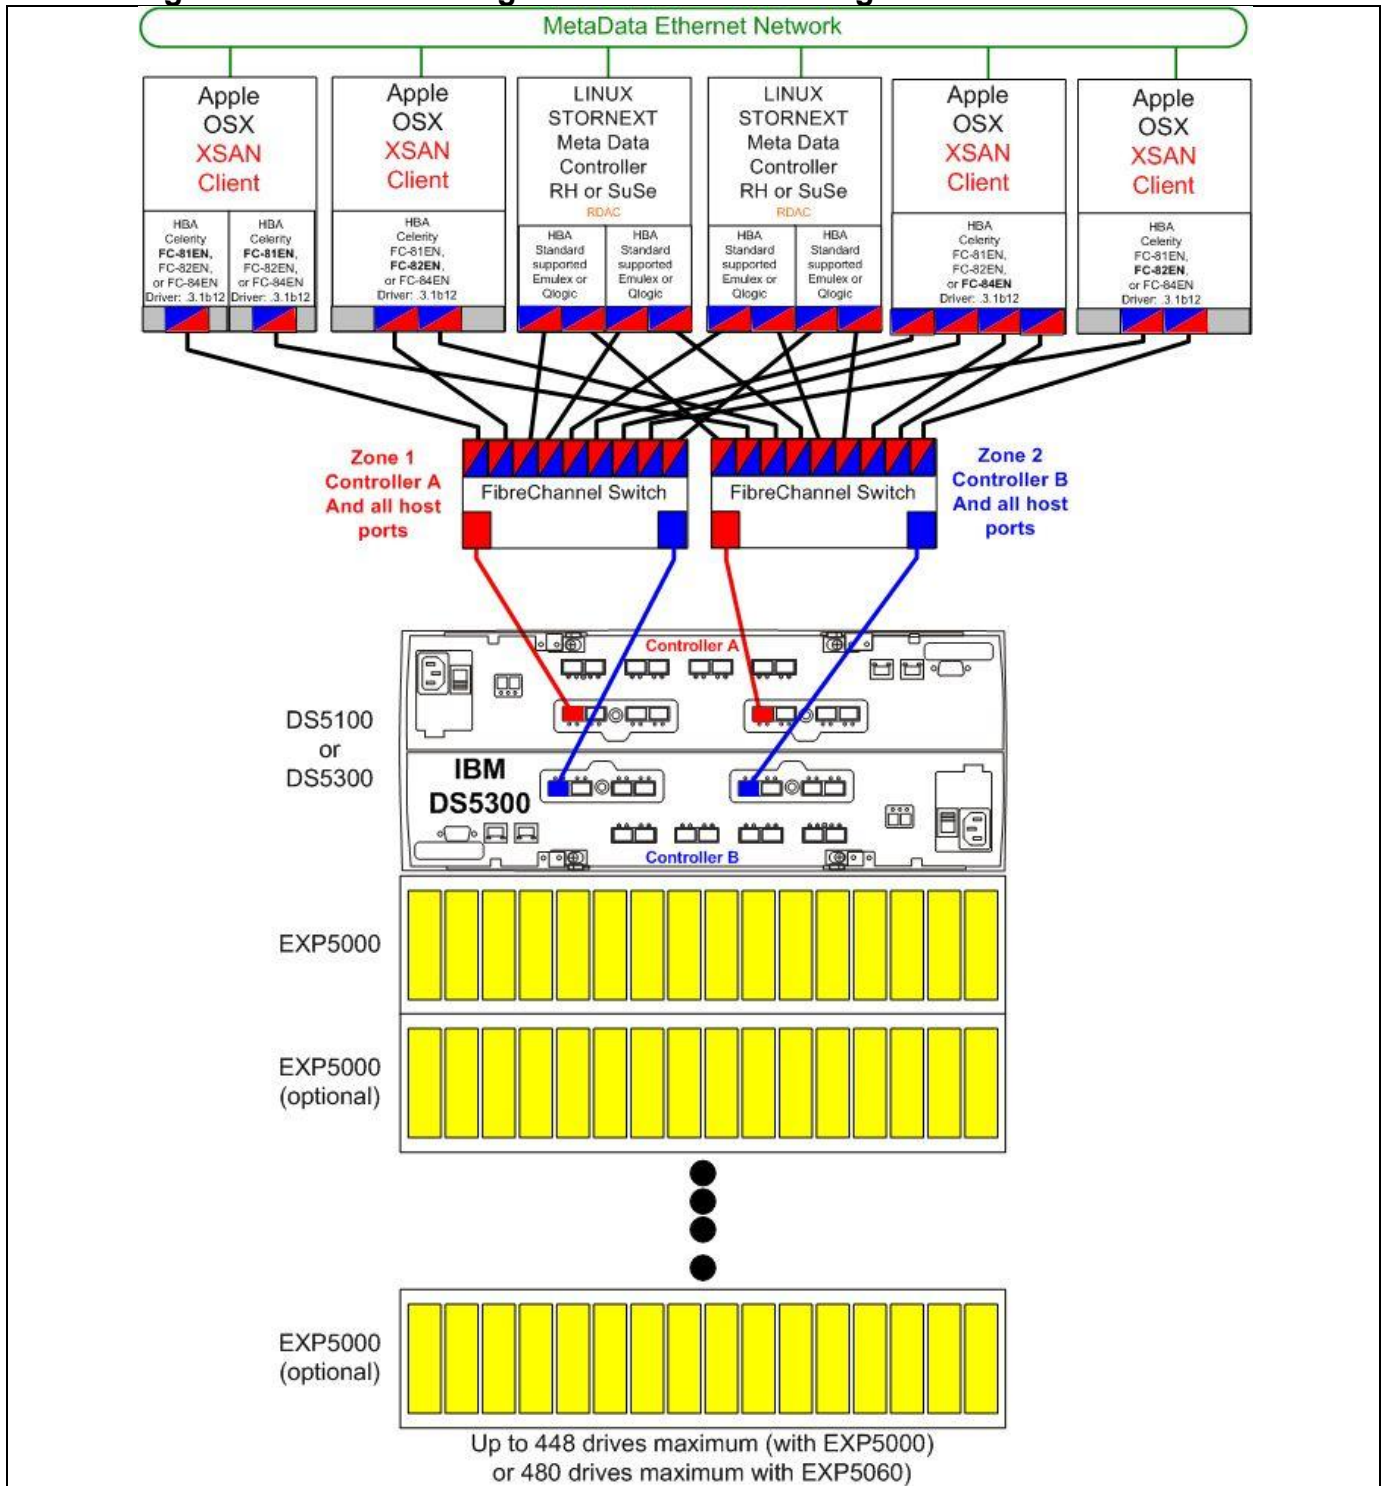 MetaData Ethernet Network
Apple
OSX
XSAN
Client
HBA
Celerity
FC-81EN,
FC-82EN,
or FC-84EN
Driver: .3.1b12
HBA
Celerity
FC-81EN,
FC-82EN,
or FC-84EN
Driver: .3.1b12
Apple
OSX
XSAN
Client
HBA
Celerity
FC-81EN,
FC-82EN,
or FC-84EN
Driver: .3.1b12
LINUX
STORNEXT
Meta Data
Controller
RH or SuSe
RDAC
HBA
Standard
supported
Emulex or
Qlogic
HBA
Standard
supported
Emulex or
Qlogic
LINUX
STORNEXT
Meta Data
Controller
RH or SuSe
RDAC
HBA
Standard
supported
Emulex or
Qlogic
HBA
Standard
supported
Emulex or
Qlogic
Apple
OSX
XSAN
Client
HBA
Celerity
FC-81EN,
FC-82EN,
or FC-84EN
Driver: .3.1b12
Apple
OSX
XSAN
Client
HBA
Celerity
FC-81EN,
FC-82EN,
or FC-84EN
Driver: .3.1b12
Zone 1
Controller A
And all host
ports
FibreChannel Switch
FibreChannel Switch
Zone 2
Controller B
And all host
ports
Controller A
DS5100
or
DS5300
IBM
DS5300
Controller B
EXP5000
EXP5000
(optional)
EXP5000
(optional)
Up to 448 drives maximum (with EXP5000)
or 480 drives maximum with EXP5060)